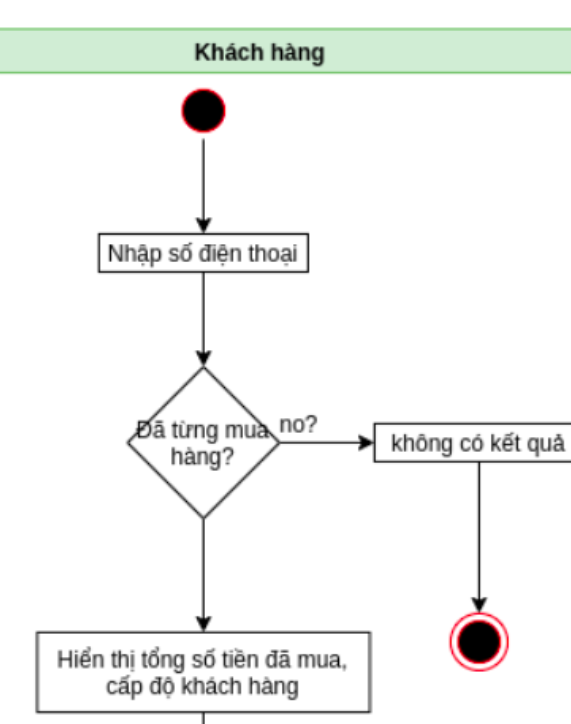 Khách hàng
Nhập số điện thoại
Đã từng mua
hàng?
no?
không có kết quả
Hiển thị tổng số tiền đã mua,
cấp độ khách hàng